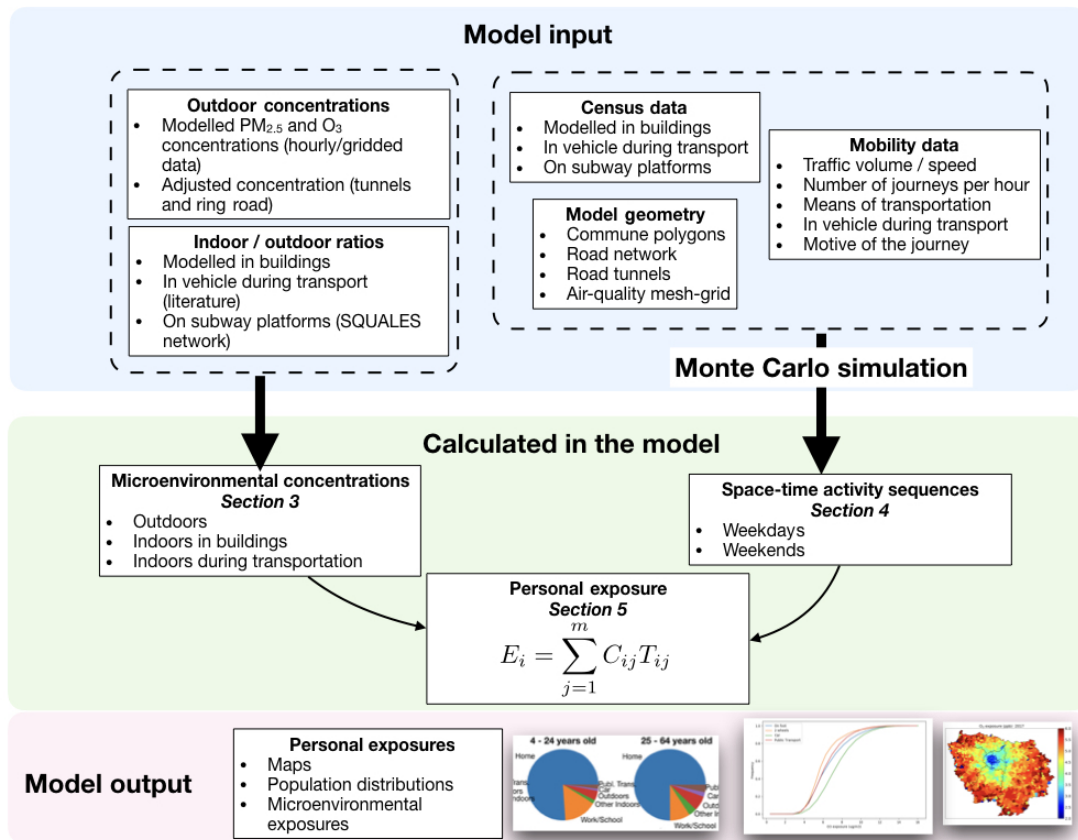 Model input
Outdoor concentrations
• Modelled PM₂.₅ and O₃
concentrations (hourly/gridded
data)
• Adjusted concentration (tunnels
and ring road)
Indoor / outdoor ratios
• Modelled in buildings
• In vehicle during transport
(literature)
• On subway platforms (SQUALES
network)
Census data
• Modelled in buildings
• In vehicle during transport
• On subway platforms
Model geometry
• Commune polygons
• Road network
• Road tunnels
• Air-quality mesh-grid
Mobility data
• Traffic volume / speed
• Number of journeys per hour
• Means of transportation
• In vehicle during transport
• Motive of the journey
Monte Carlo simulation
Calculated in the model
Microenvironmental concentrations
Section 3
• Outdoors
• Indoors in buildings
• Indoors during transportation
Space-time activity sequences
Section 4
• Weekdays
• Weekends
Personal exposure
Section 5
m
E_i = ∑ C_ij T_ij
j=1
Model output
Personal exposures
• Maps
• Population distributions
• Microenvironmental
exposures
4 - 24 years old
Home
Publ. Trans
Car
Outdoors
Other Indoors
Work/School
25 - 64 years old
Home
Work/School